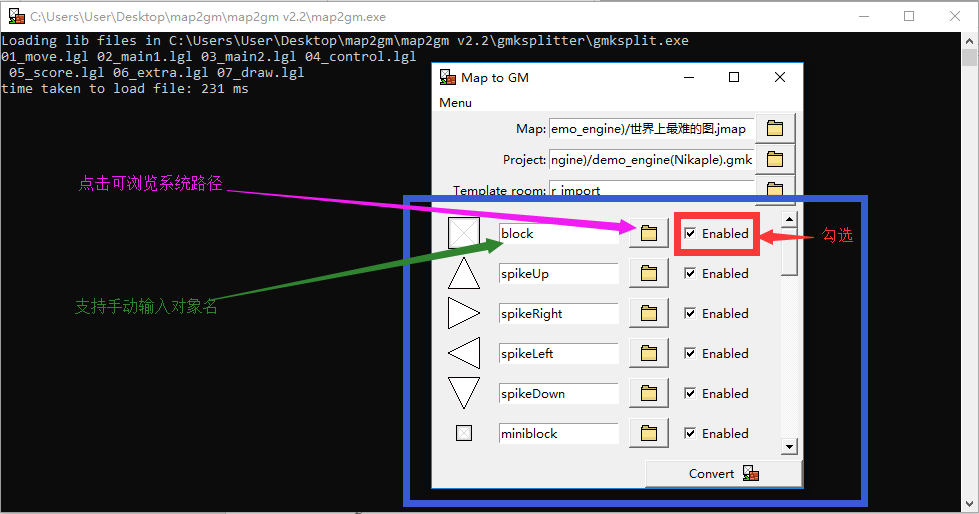 C:\Users\User\Desktop\map2gm\map2gm v2.2\map2gm.exe
Loading lib files in C:\Users\User\Desktop\map2gm\map2gm v2.2\gmksplitter\gmksplit.exe
01_move.lgl 02_main1.lgl 03_main2.lgl 04_control.lgl
05_score.lgl 06_extra.lgl 07_draw.lgl
time taken to load file: 231 ms
Map to GM
Menu
Map: emo_engine)/世界上最难的图.jmap
Project: ngine)/demo_engine(Nikaple).gmk
Template room: r_import
点击可浏览系统路径
block Enabled
勾选
支持手动输入对象名
spikeUp Enabled
spikeRight Enabled
spikeLeft Enabled
spikeDown Enabled
miniblock Enabled
Convert